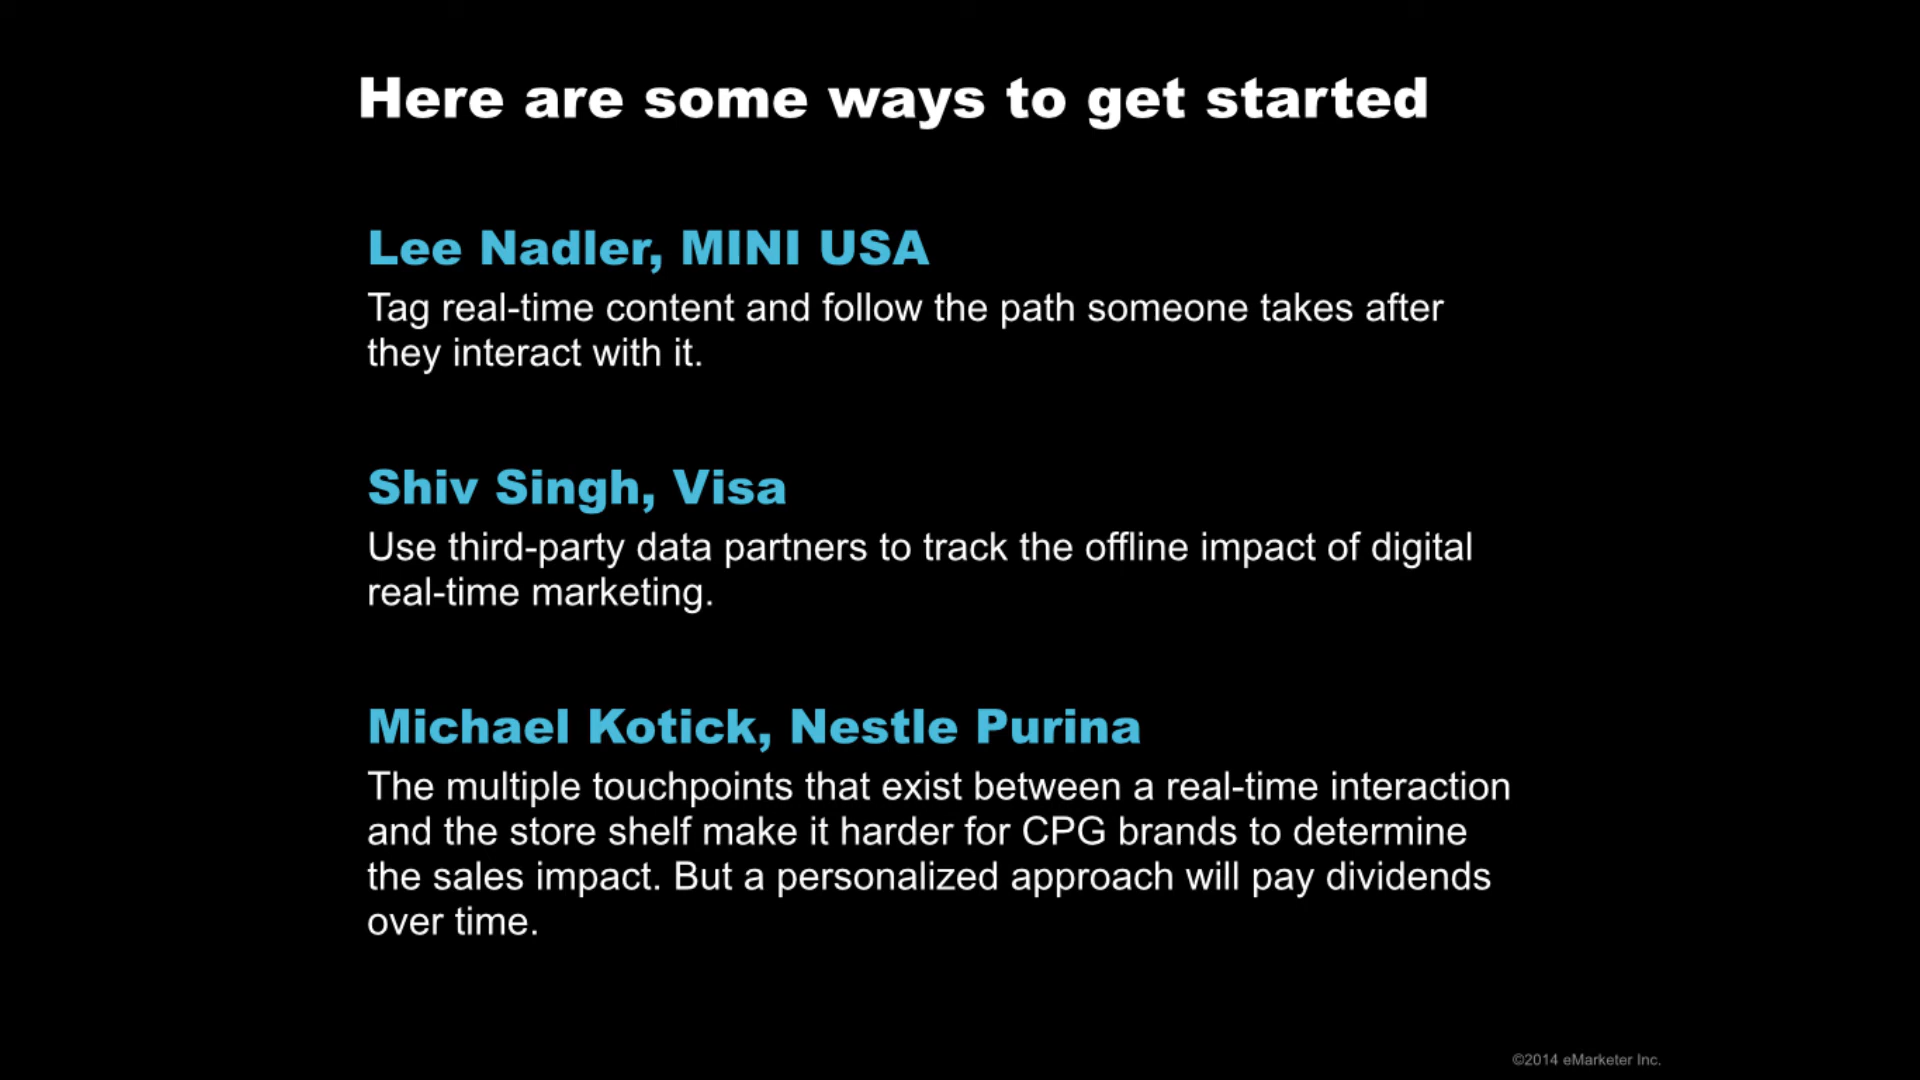 Here are some ways to get started
Lee Nadler, MINI USA
Tag real-time content and follow the path someone takes after
they interact with it.
Shiv Singh, Visa
Use third-party data partners to track the offline impact of digital
real-time marketing.
Michael Kotick, Nestle Purina
The multiple touchpoints that exist between a real-time interaction
and the store shelf make it harder for CPG brands to determine
the sales impact. But a personalized approach will pay dividends
over time.
©2014 eMarketer Inc.